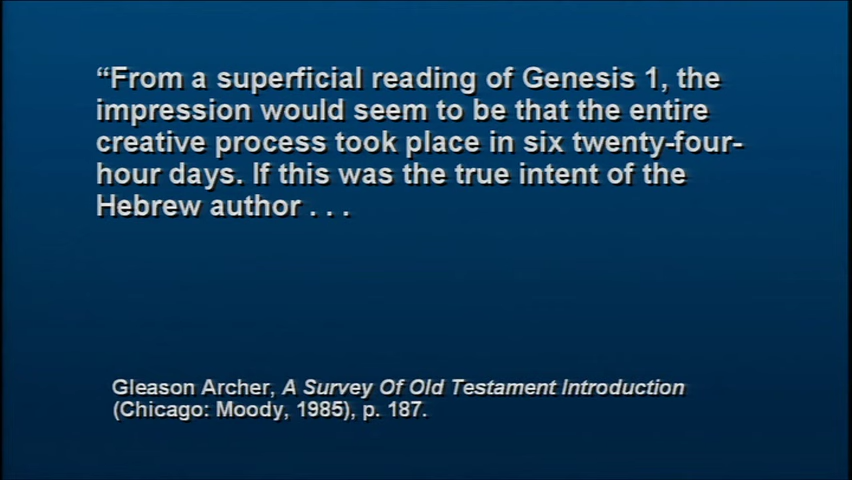 “From a superficial reading of Genesis 1, the
impression would seem to be that the entire
creative process took place in six twenty-four-
hour days. If this was the true intent of the
Hebrew author . . .
Gleason Archer, A Survey Of Old Testament Introduction
(Chicago: Moody, 1985), p. 187.